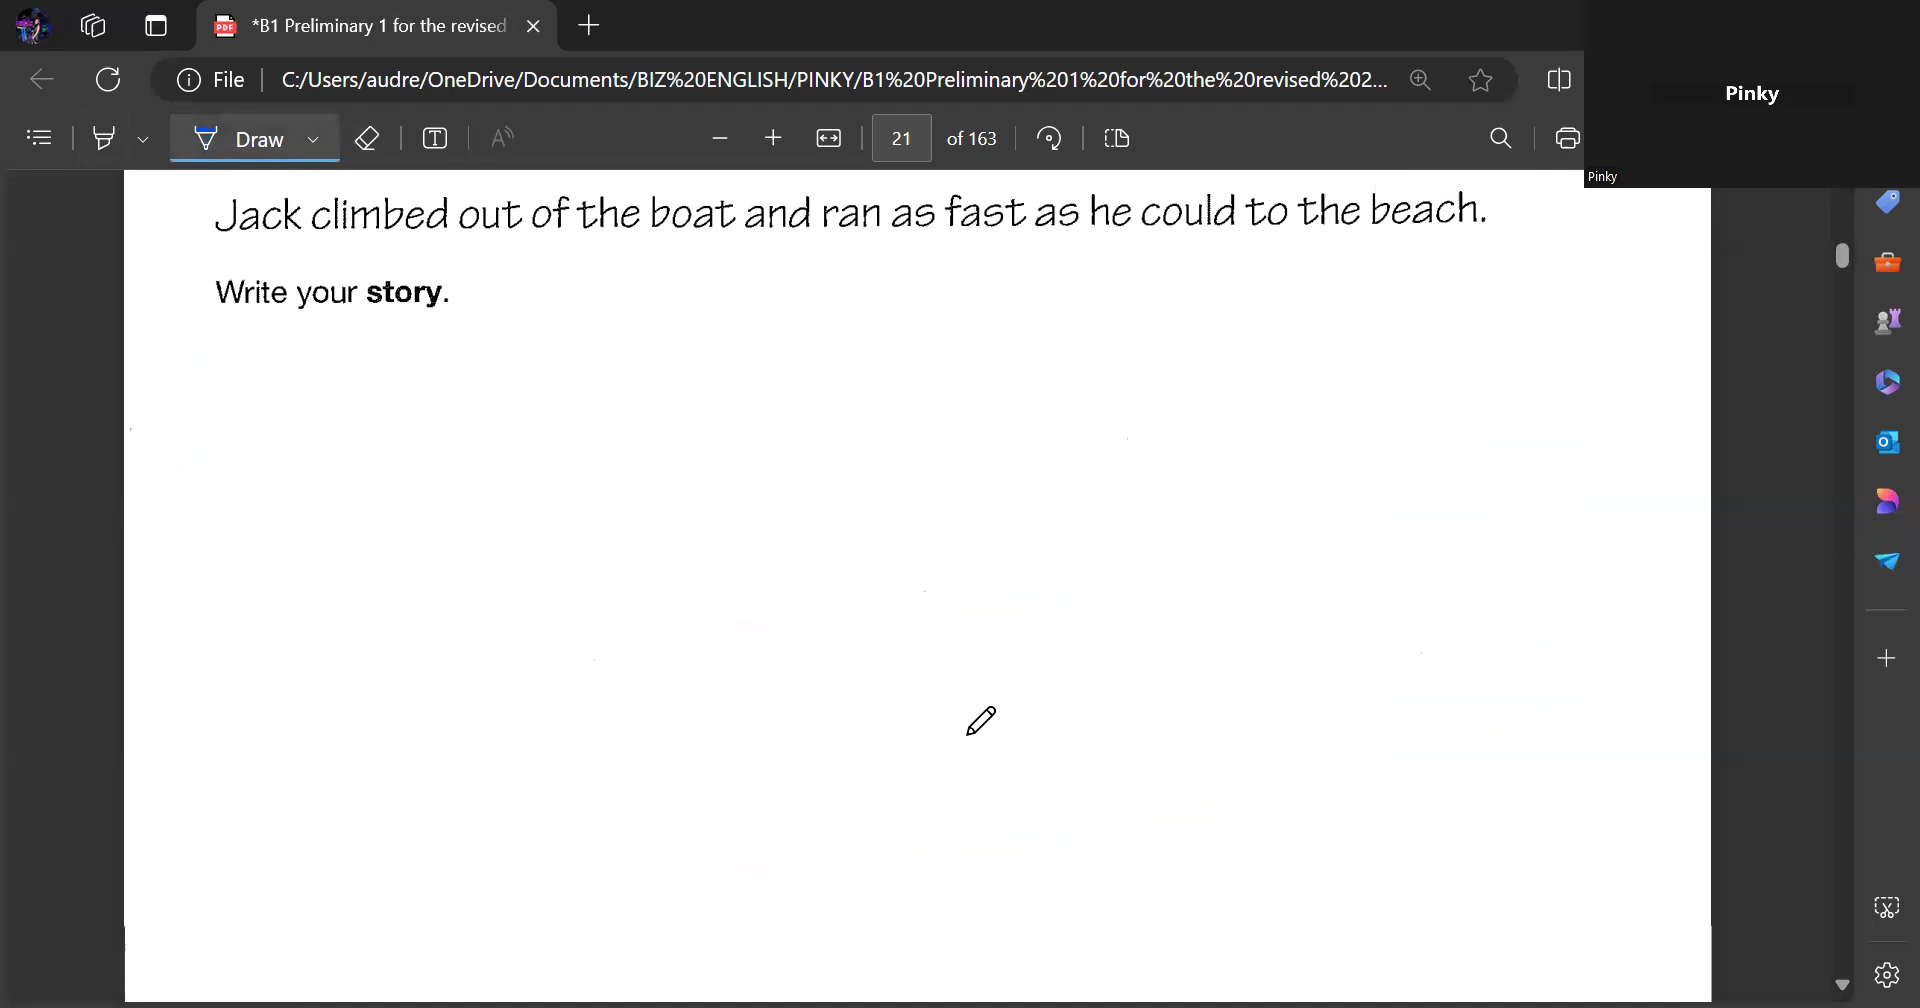 *B1 Preliminary 1 for the revised
File
C:/Users/audre/OneDrive/Documents/BIZ%20ENGLISH/PINKY/B1%20Preliminary%201%20for%20the%20revised%202...
Pinky
Draw
21
of 163
Pinky
Jack climbed out of the boat and ran as fast as he could to the beach.
Write your story.